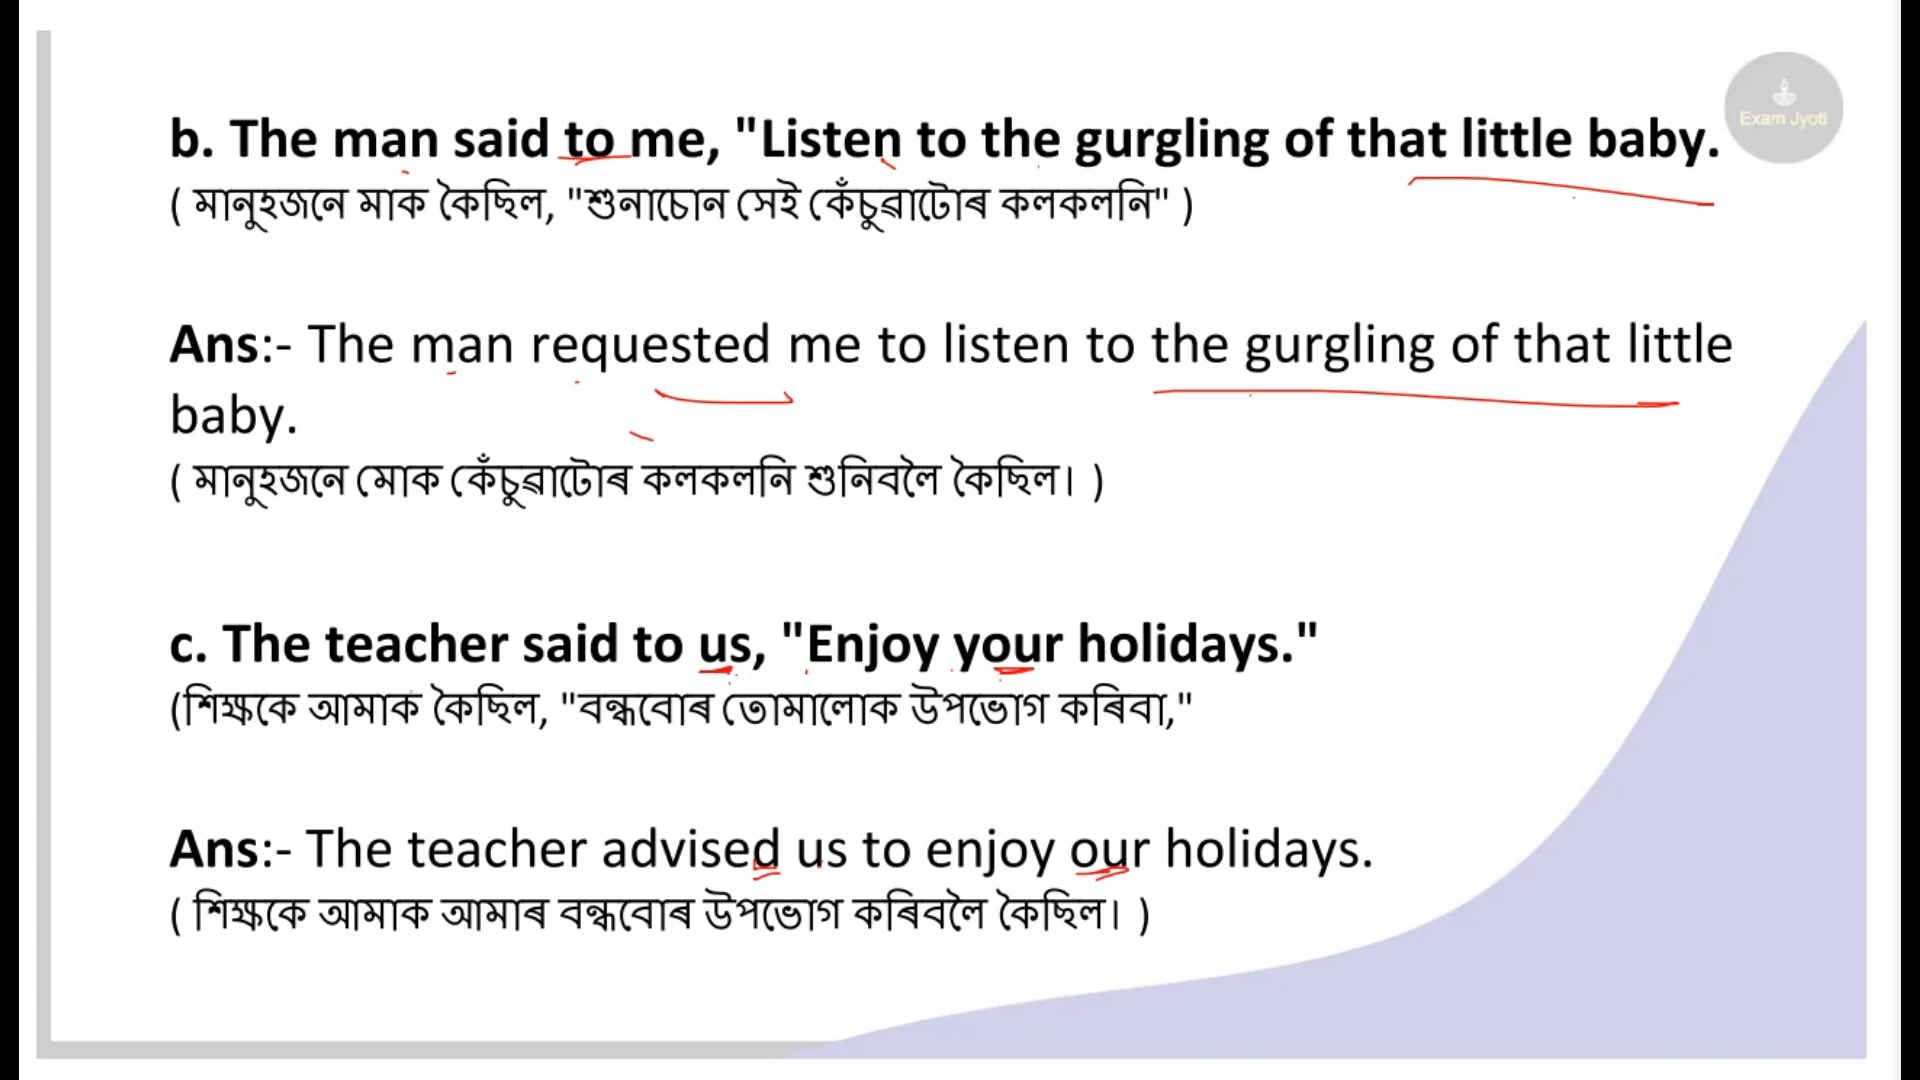 Exam Jyoti
b. The man said to me, "Listen to the gurgling of that little baby.
( মানুহজনে মাক কৈছিল, "শুনাচোন সেই কেঁচুৱাটোৰ কলকলনি" )
Ans:- The man requested me to listen to the gurgling of that little
baby.
( মানুহজনে মোক কেঁচুৱাটোৰ কলকলনি শুনিবলৈ কৈছিল। )
c. The teacher said to us, "Enjoy your holidays."
(শিক্ষকে আমাক কৈছিল, "বন্ধবোৰ তোমালোক উপভোগ কৰিবা,"
Ans:- The teacher advised us to enjoy our holidays.
( শিক্ষকে আমাক আমাৰ বন্ধবোৰ উপভোগ কৰিবলৈ কৈছিল। )